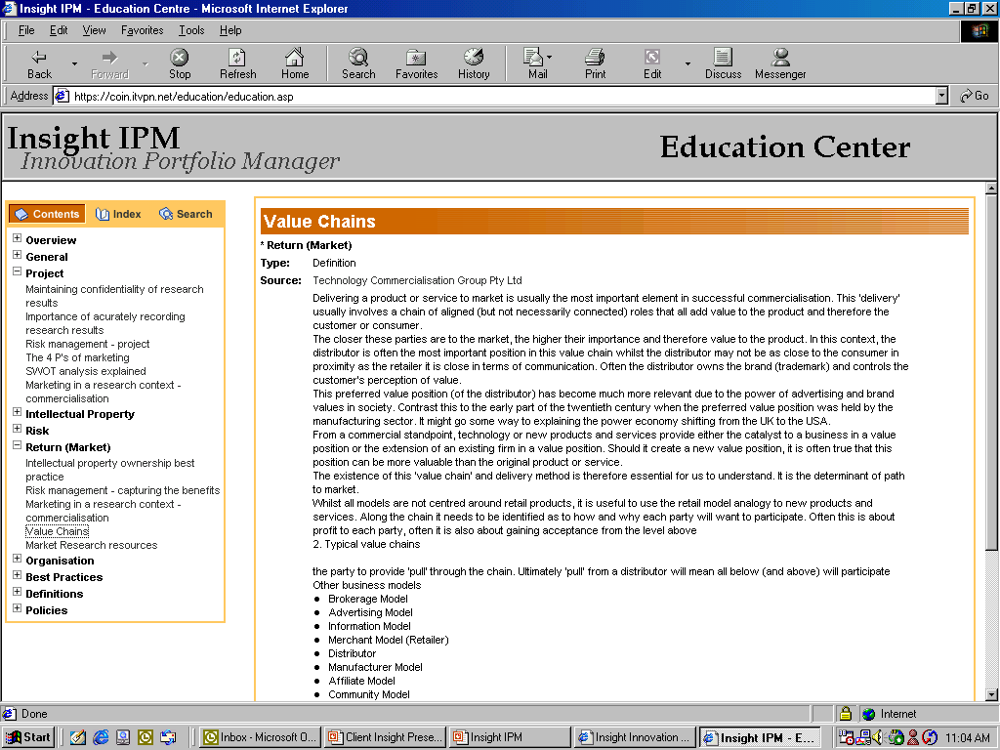 Insight IPM - Education Centre - Microsoft Internet Explorer
File Edit View Favorites Tools Help
Back Forward Stop Refresh Home Search Favorites History Mail Print Edit Discuss Messenger
Address https://coin.itvpn.net/education/education.asp Go
Insight IPM
Innovation Portfolio Manager
Education Center
Contents Index Search
Overview
General
Project
Maintaining confidentiality of research
results
Importance of acurately recording
research results
Risk management - project
The 4 P's of marketing
SWOT analysis explained
Marketing in a research context -
commercialisation
Intellectual Property
Risk
Return (Market)
Intellectual property ownership best
practice
Risk management - capturing the benefits
Marketing in a research context -
commercialisation
Value Chains
Market Research resources
Organisation
Best Practices
Definitions
Policies
Value Chains
* Return (Market)
Type: Definition
Source: Technology Commercialisation Group Pty Ltd
Delivering a product or service to market is usually the most important element in successful commercialisation. This 'delivery'
usually involves a chain of aligned (but not necessarily connected) roles that all add value to the product and therefore the
customer or consumer.
The closer these parties are to the market, the higher their importance and therefore value to the product. In this context, the
distributor is often the most important position in this value chain whilst the distributor may not be as close to the consumer in
proximity as the retailer it is close in terms of communication. Often the distributor owns the brand (trademark) and controls the
customer's perception of value.
This preferred value position (of the distributor) has become much more relevant due to the power of advertising and brand
values in society. Contrast this to the early part of the twentieth century when the preferred value position was held by the
manufacturing sector. It might go some way to explaining the power economy shifting from the UK to the USA.
From a commercial standpoint, technology or new products and services provide either the catalyst to a business in a value
position or the extension of an existing firm in a value position. Should it create a new value position, it is often true that this
position can be more valuable than the original product or service.
The existence of this 'value chain' and delivery method is therefore essential for us to understand. It is the determinant of path
to market.
Whilst all models are not centred around retail products, it is useful to use the retail model analogy to new products and
services. Along the chain it needs to be identified as to how and why each party will want to participate. Often this is about
profit to each party, often it is also about gaining acceptance from the level above
2. Typical value chains
the party to provide 'pull' through the chain. Ultimately 'pull' from a distributor will mean all below (and above) will participate
Other business models
● Brokerage Model
● Advertising Model
● Information Model
● Merchant Model (Retailer)
● Distributor
● Manufacturer Model
● Affiliate Model
● Community Model
Done Internet
Start Inbox - Microsoft O... Client Insight Prese... Insight IPM Insight Innovation ... Insight IPM - E... 11:04 AM